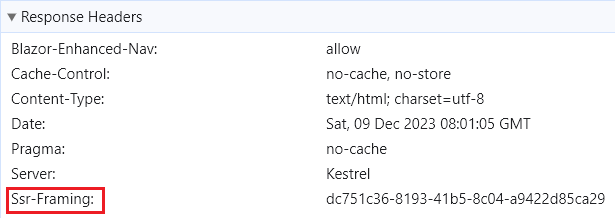 Response Headers
Blazor-Enhanced-Nav: allow
Cache-Control: no-cache, no-store
Content-Type: text/html; charset=utf-8
Date: Sat, 09 Dec 2023 08:01:05 GMT
Pragma: no-cache
Server: Kestrel
Ssr-Framing: dc751c36-8193-41b5-8c04-a9422d85ca29